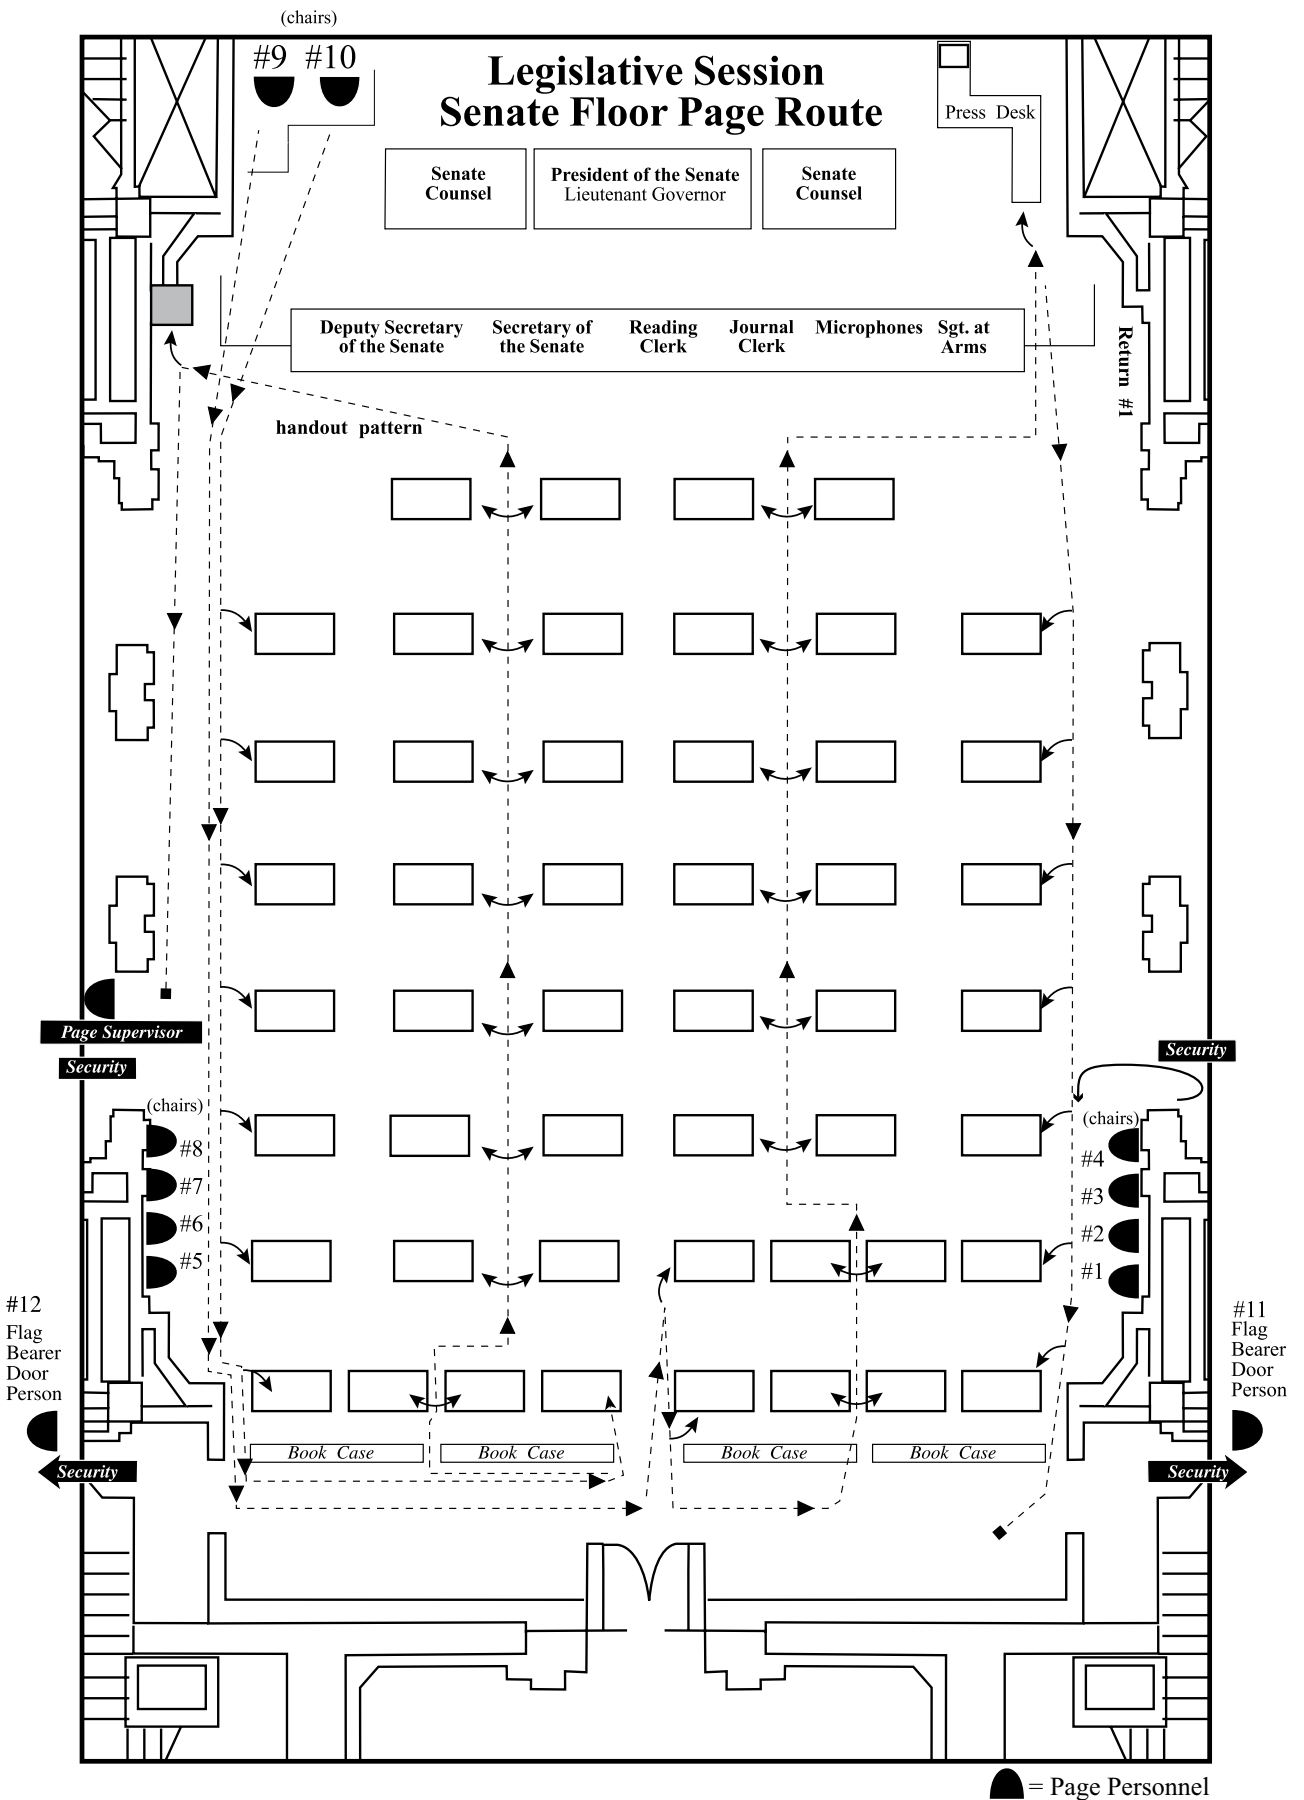 (chairs)
#9 #10
Legislative Session
Senate Floor Page Route
Press Desk
Senate
Counsel
President of the Senate
Lieutenant Governor
Senate
Counsel
Deputy Secretary
of the Senate
Secretary of
the Senate
Reading
Clerk
Journal
Clerk
Microphones
Sgt. at
Arms
Return #1
handout pattern
Page Supervisor
Security
Security
(chairs)
#8
#7
#6
#5
(chairs)
#4
#3
#2
#1
#12
Flag
Bearer
Door
Person
#11
Flag
Bearer
Door
Person
Book Case
Book Case
Book Case
Book Case
Security
Security
= Page Personnel